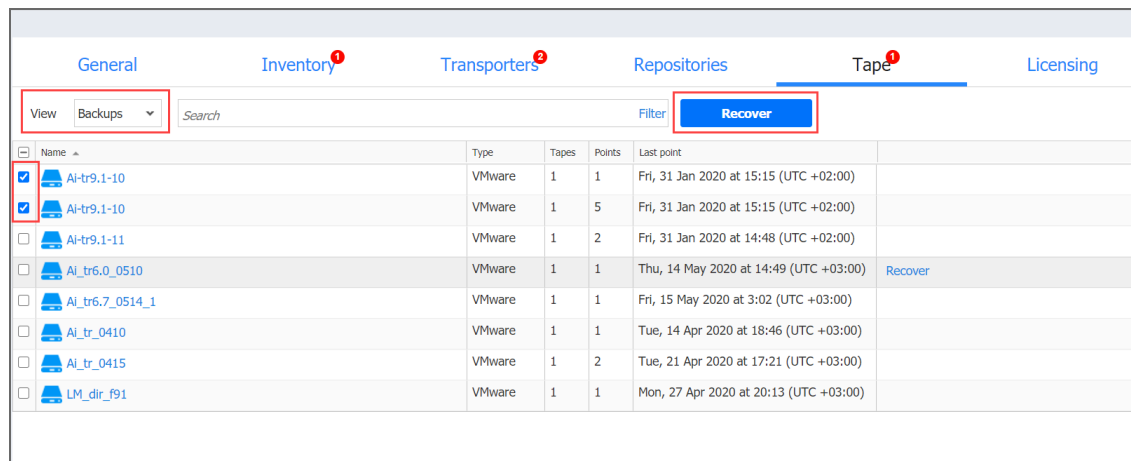 General Inventory 1 Transporters 2 Repositories Tape 1 Licensing
View Backups Search Filter Recover
Name Type Tapes Points Last point
Ai-tr9.1-10 VMware 1 1 Fri, 31 Jan 2020 at 15:15 (UTC +02:00)
Ai-tr9.1-10 VMware 1 5 Fri, 31 Jan 2020 at 15:15 (UTC +02:00)
Ai-tr9.1-11 VMware 1 2 Fri, 31 Jan 2020 at 14:48 (UTC +02:00)
Ai_tr6.0_0510 VMware 1 1 Thu, 14 May 2020 at 14:49 (UTC +03:00) Recover
Ai_tr6.7_0514_1 VMware 1 1 Fri, 15 May 2020 at 3:02 (UTC +03:00)
Ai_tr_0410 VMware 1 1 Tue, 14 Apr 2020 at 18:46 (UTC +03:00)
Ai_tr_0415 VMware 1 2 Tue, 21 Apr 2020 at 17:21 (UTC +03:00)
LM_dir_f91 VMware 1 1 Mon, 27 Apr 2020 at 20:13 (UTC +03:00)